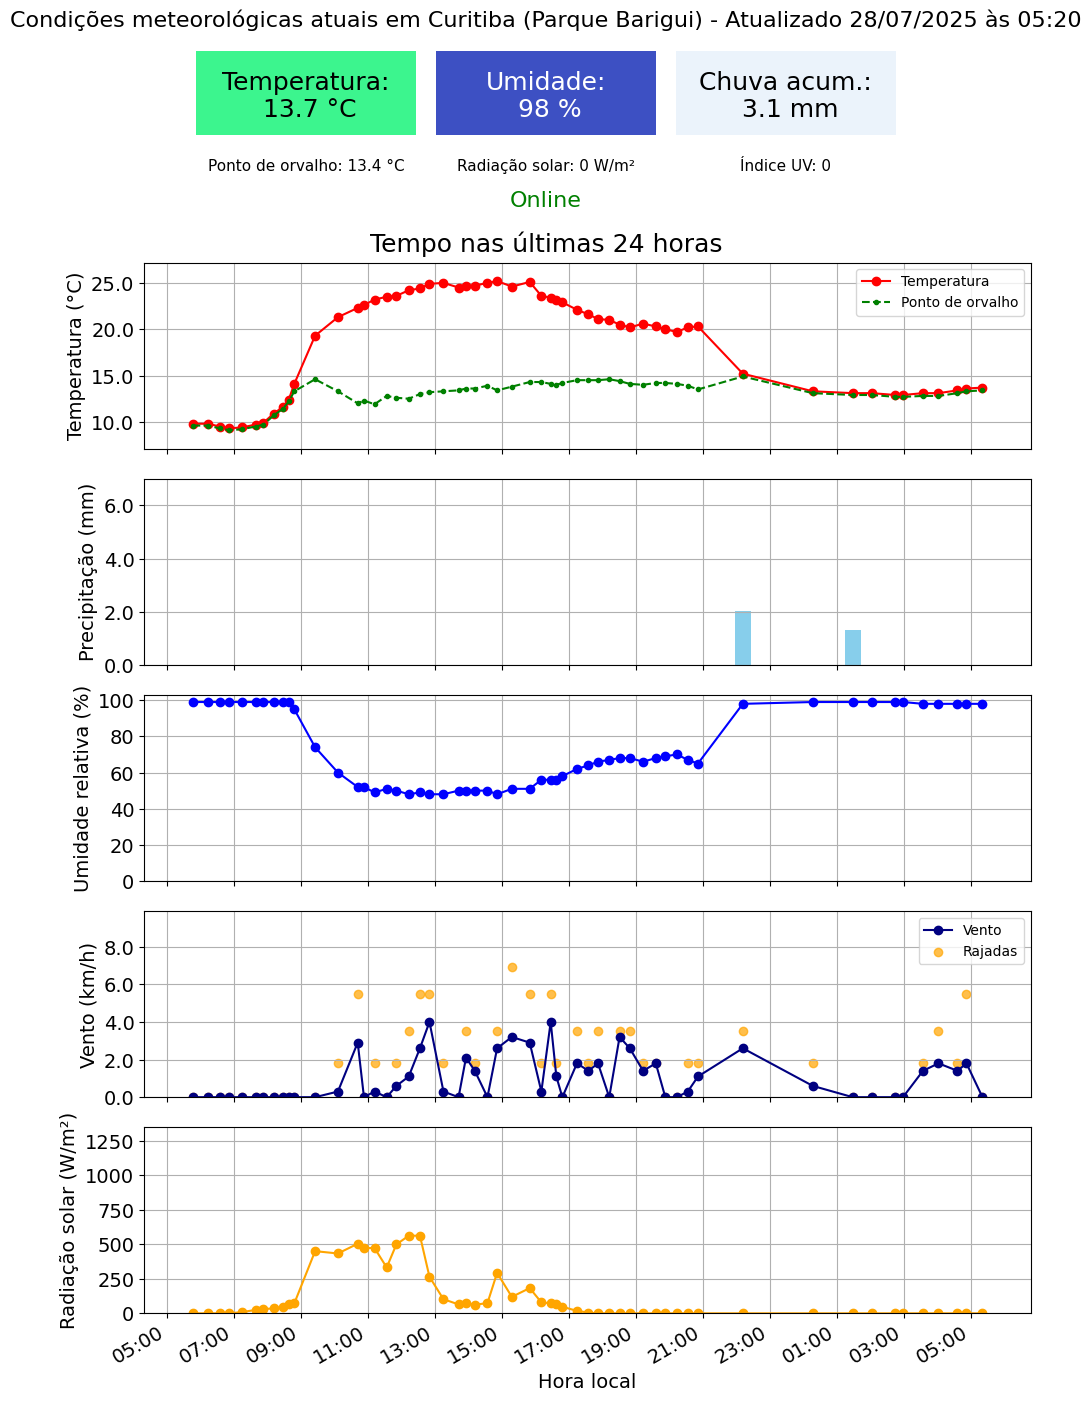 Condições meteorológicas atuais em Curitiba (Parque Barigui) - Atualizado 28/07/2025 às 05:20
Temperatura:
13.7 °C
Umidade:
98 %
Chuva acum.:
3.1 mm
Ponto de orvalho: 13.4 °C
Radiação solar: 0 W/m²
Índice UV: 0
Online
Tempo nas últimas 24 horas
Temperatura (°C)
25.0
20.0
15.0
10.0
Temperatura
Ponto de orvalho
Precipitação (mm)
6.0
4.0
2.0
0.0
Umidade relativa (%)
100
80
60
40
20
0
Vento (km/h)
8.0
6.0
4.0
2.0
0.0
Vento
Rajadas
Radiação solar (W/m²)
1250
1000
750
500
250
0
05:00
07:00
09:00
11:00
13:00
15:00
17:00
19:00
21:00
23:00
01:00
03:00
05:00
Hora local